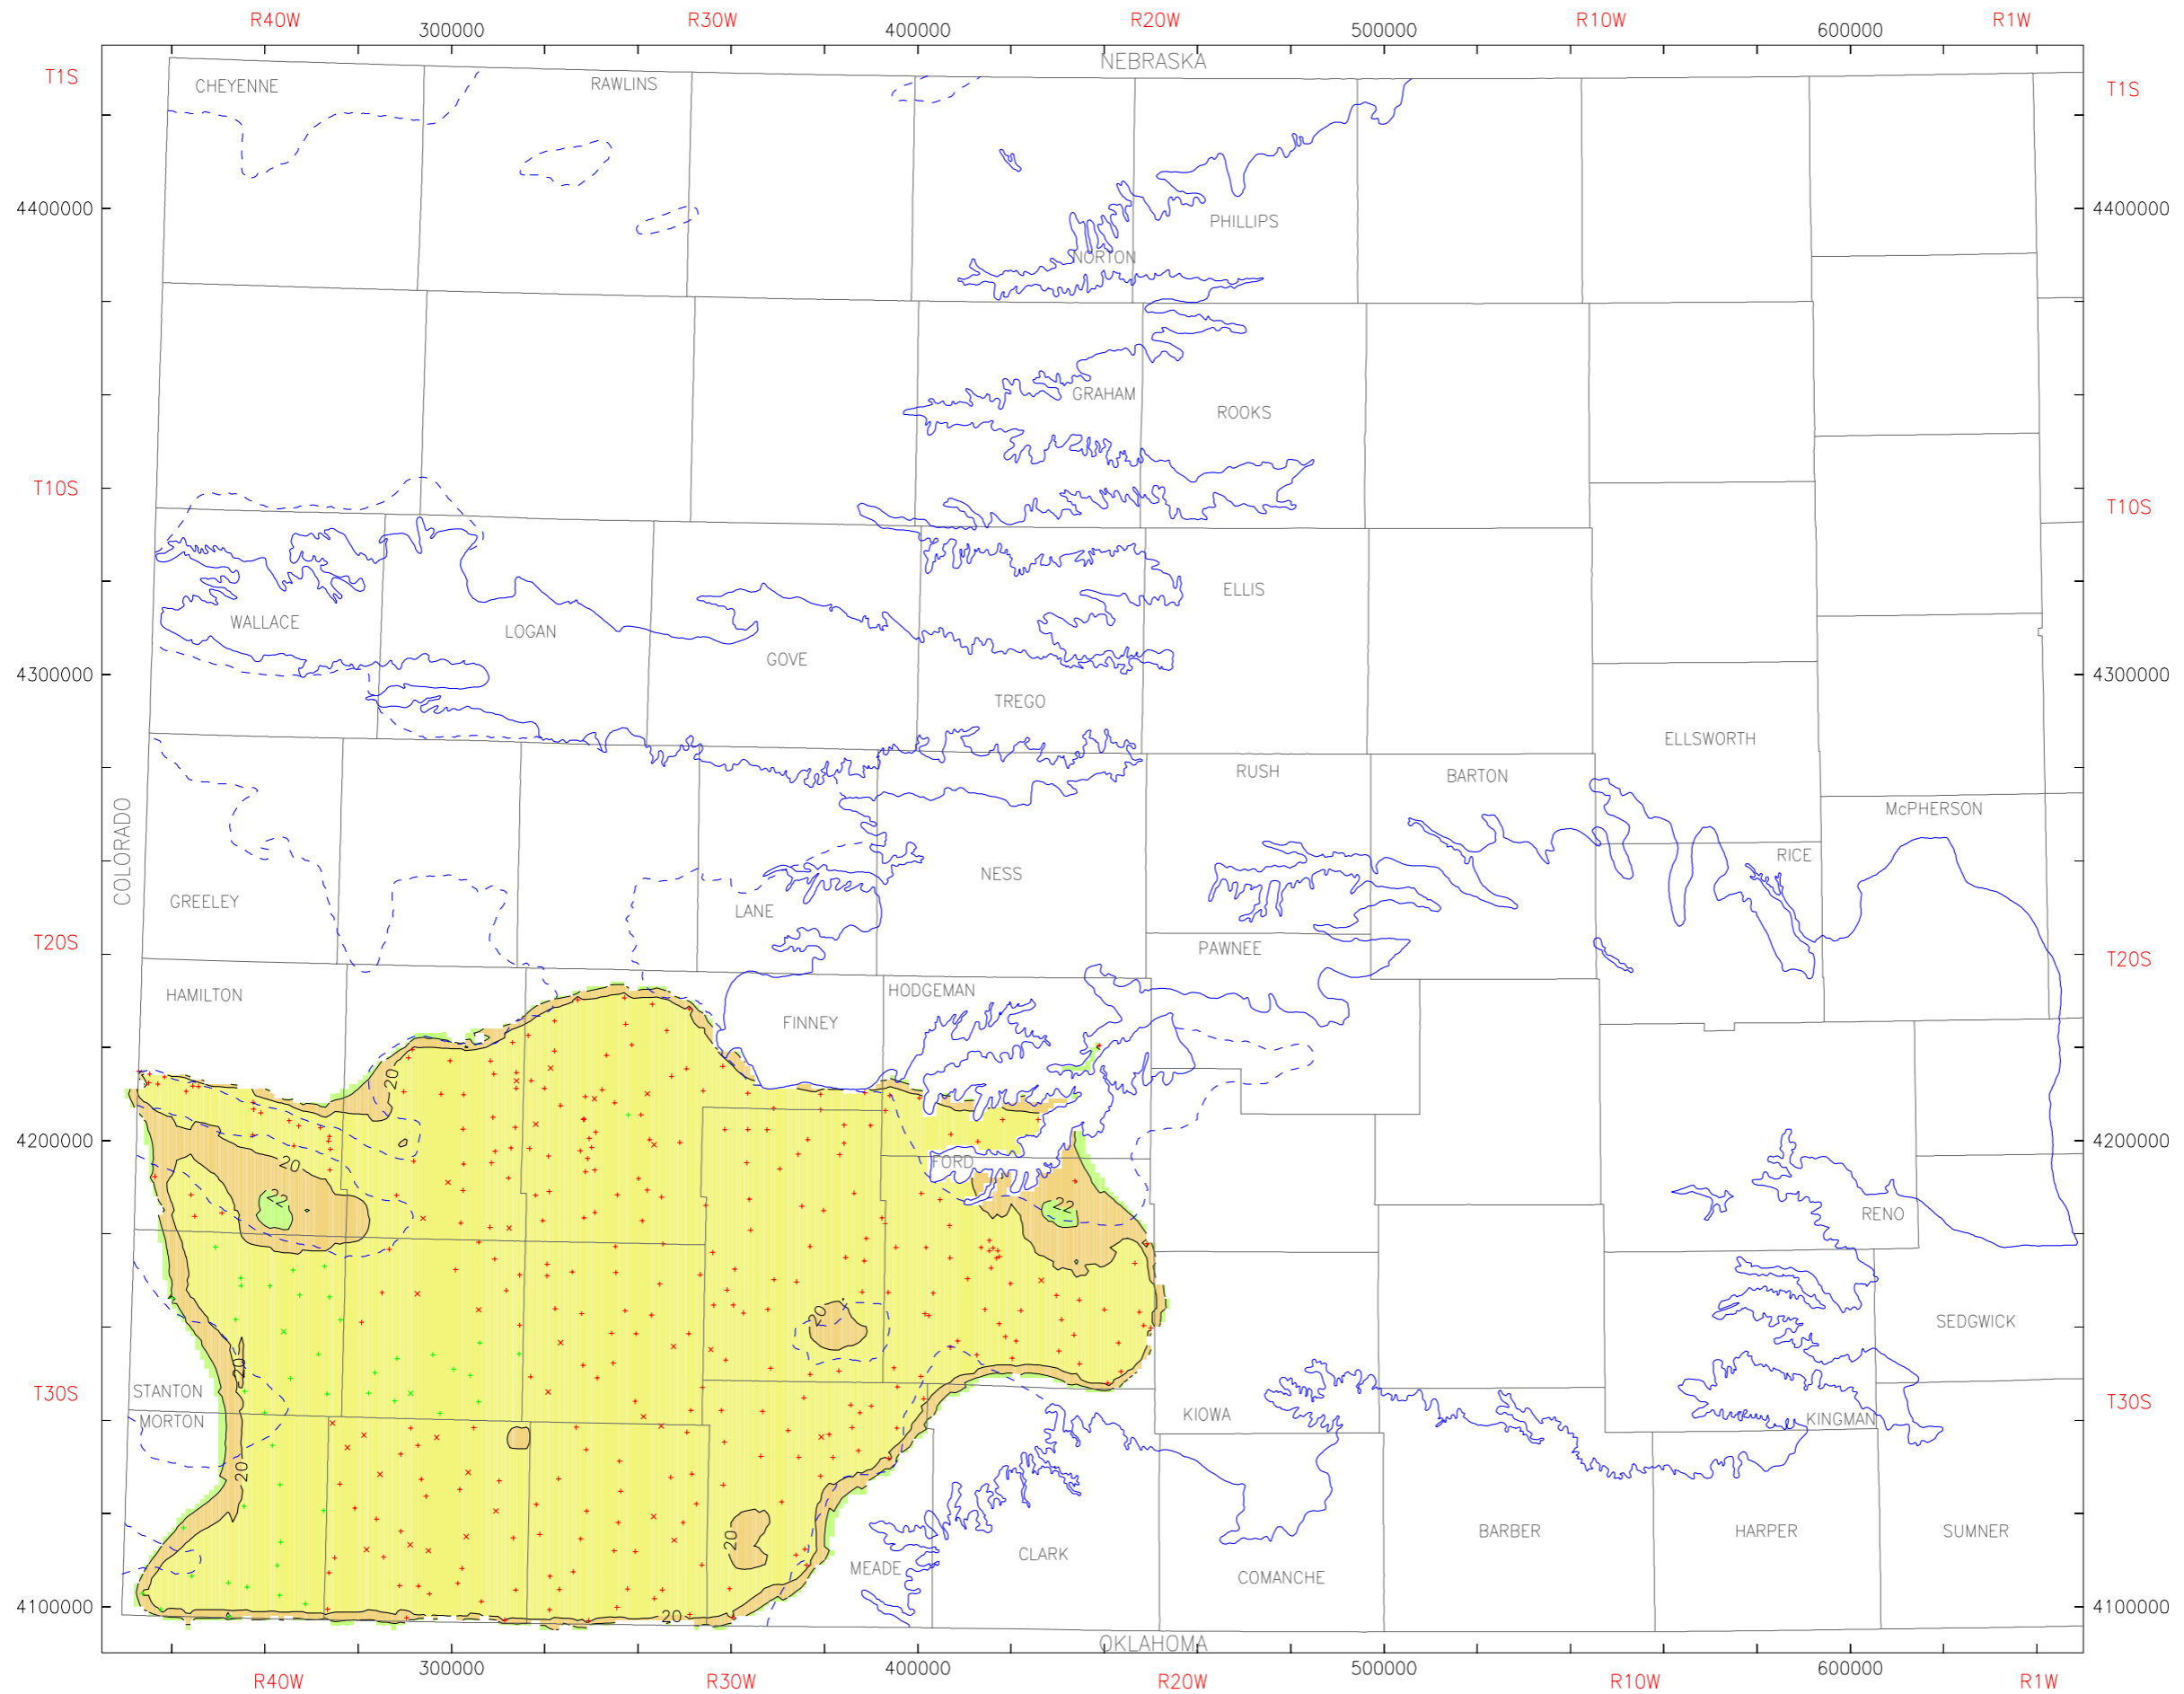 R40W R30W R20W R10W R1W
300000 400000 500000 600000
NEBRASKA
T1S CHEYENNE RAWLINS T1S
4400000 PHILLIPS 4400000
NORTON
GRAHAM
ROOKS
T10S T10S
ELLIS
WALLACE LOGAN
GOVE
4300000 TREGO 4300000
ELLSWORTH
RUSH BARTON
COLORADO McPHERSON
RICE
NESS
GREELEY LANE
T20S PAWNEE T20S
HAMILTON HODGEMAN
FINNEY
20
4200000 4200000
20 FORD
22 22 RENO
20 SEDGWICK
20
STANTON T30S
T30S
MORTON KIOWA KINGMAN
20
20 BARBER HARPER SUMNER
CLARK
MEADE COMANCHE
4100000 20 4100000
OKLAHOMA
300000 400000 500000 600000
R40W R30W R20W R10W R1W